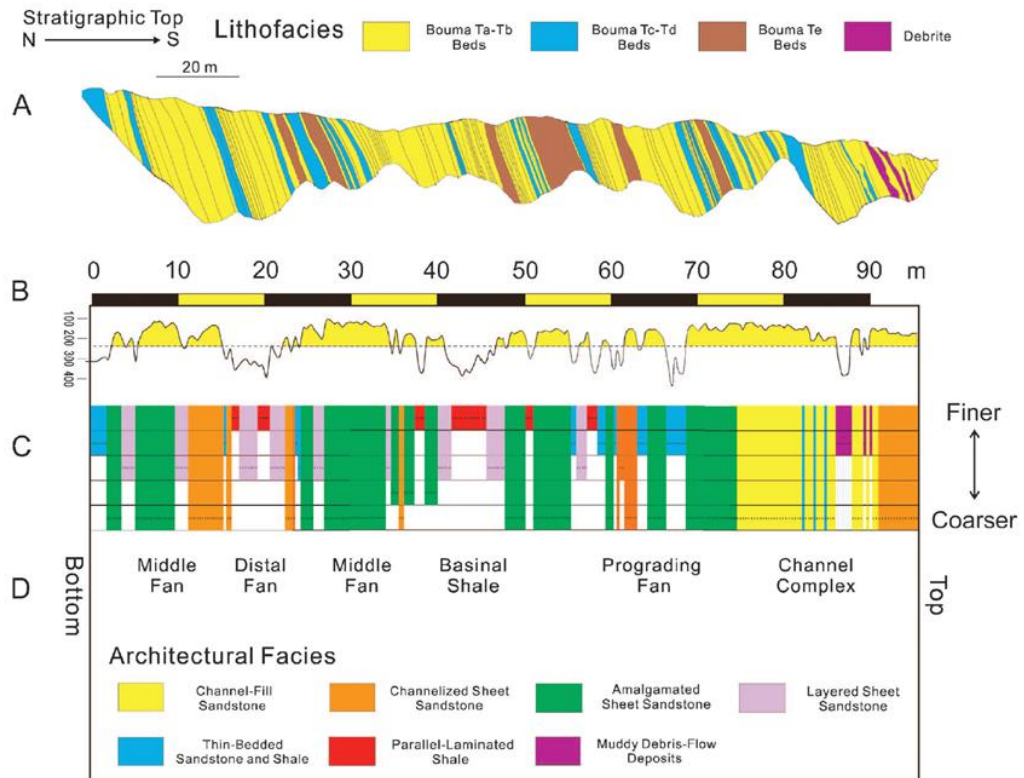 Stratigraphic Top
N S
Lithofacies
Bouma Ta-Tb
Beds
Bouma Tc-Td
Beds
Bouma Te
Beds
Debrite
20 m
A
B
0 10 20 30 40 50 60 70 80 90 m
100
200
300
400
C
Finer
Coarser
D
Bottom
Middle
Fan
Distal
Fan
Middle
Fan
Basinal
Shale
Prograding
Fan
Channel
Complex
Top
Architectural Facies
Channel-Fill
Sandstone
Channelized Sheet
Sandstone
Amalgamated
Sheet Sandstone
Layered Sheet
Sandstone
Thin-Bedded
Sandstone and Shale
Parallel-Laminated
Shale
Muddy Debris-Flow
Deposits